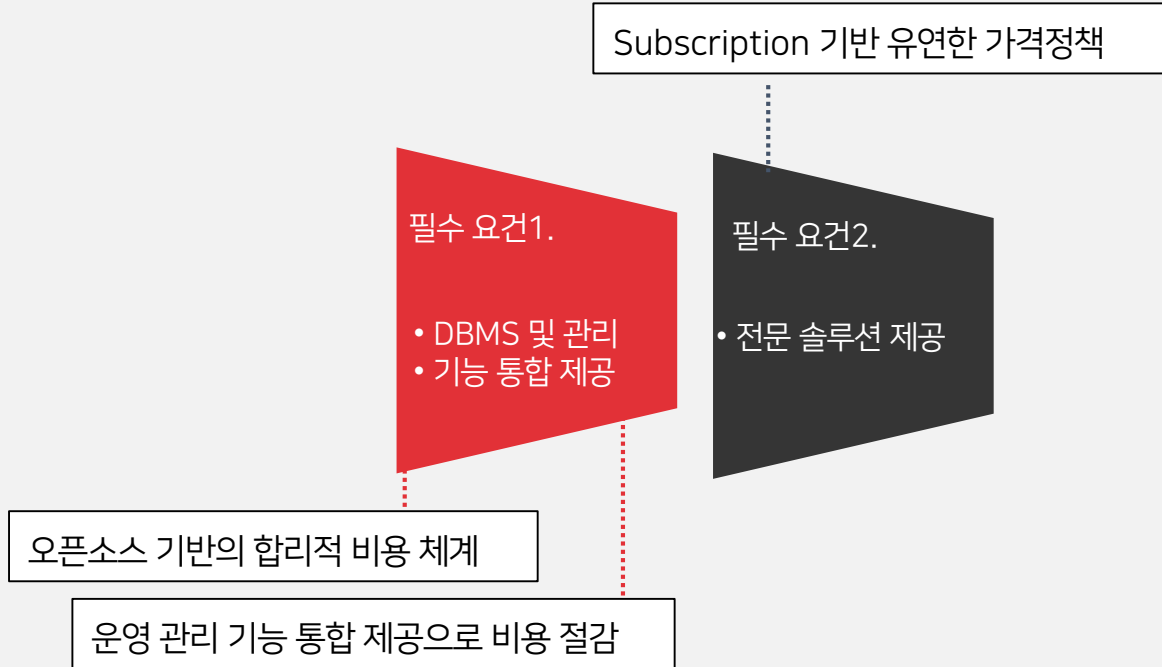 Subscription 기반 유연한 가격정책
필수 요건1.
• DBMS 및 관리
• 기능 통합 제공
필수 요건2.
• 전문 솔루션 제공
오픈소스 기반의 합리적 비용 체계
운영 관리 기능 통합 제공으로 비용 절감